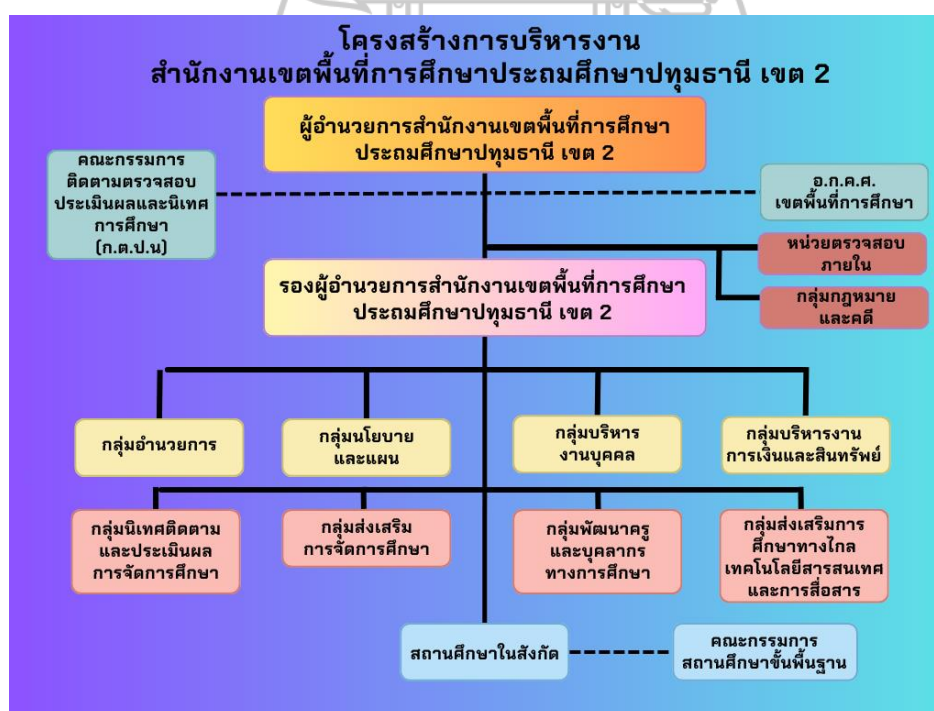 โครงสร้างการบริหารงาน
สำนักงานเขตพื้นที่การศึกษาประถมศึกษาปทุมธานี เขต 2
ผู้อำนวยการสำนักงานเขตพื้นที่การศึกษา
ประถมศึกษาปทุมธานี เขต 2
คณะกรรมการ
ติดตามตรวจสอบ
ประเมินผลและนิเทศ
การศึกษา
(ก.ต.ป.น)
อ.ก.ค.ศ.
เขตพื้นที่การศึกษา
หน่วยตรวจสอบ
ภายใน
กลุ่มกฎหมาย
และคดี
รองผู้อำนวยการสำนักงานเขตพื้นที่การศึกษา
ประถมศึกษาปทุมธานี เขต 2
กลุ่มอำนวยการ
กลุ่มนโยบาย
และแผน
กลุ่มบริหาร
งานบุคคล
กลุ่มบริหารงาน
การเงินและสินทรัพย์
กลุ่มนิเทศติดตาม
และประเมินผล
การจัดการศึกษา
กลุ่มส่งเสริม
การจัดการศึกษา
กลุ่มพัฒนาครู
และบุคลากร
ทางการศึกษา
กลุ่มส่งเสริมการ
ศึกษาทางไกล
เทคโนโลยีสารสนเทศ
และการสื่อสาร
สถานศึกษาในสังกัด
คณะกรรมการ
สถานศึกษาขั้นพื้นฐาน